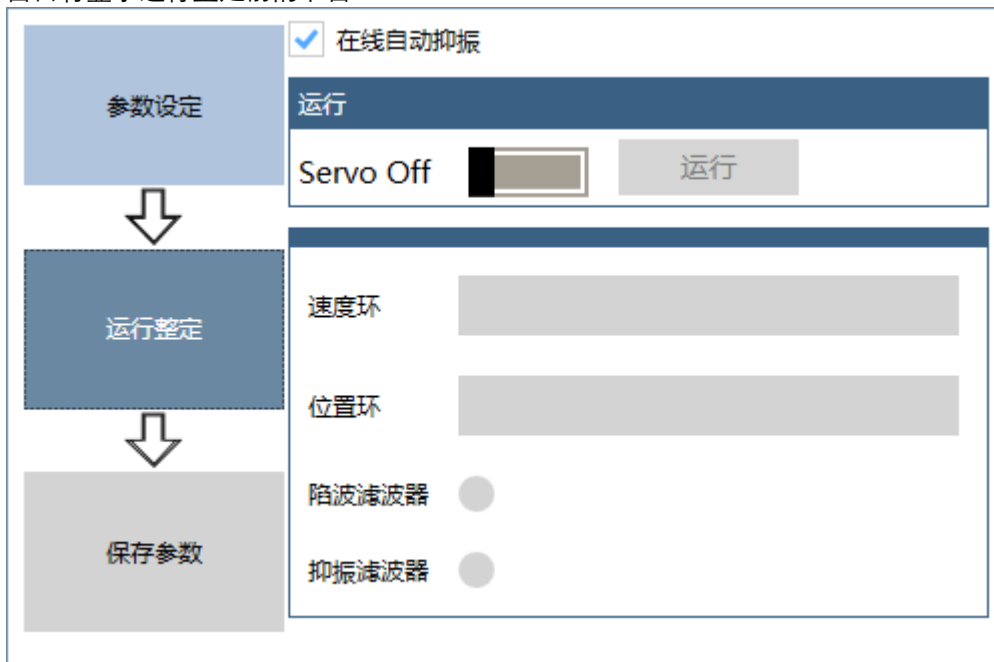 在线自动抑振
参数设定
运行
Servo Off
运行
运行整定
速度环
位置环
陷波滤波器
保存参数
抑振滤波器